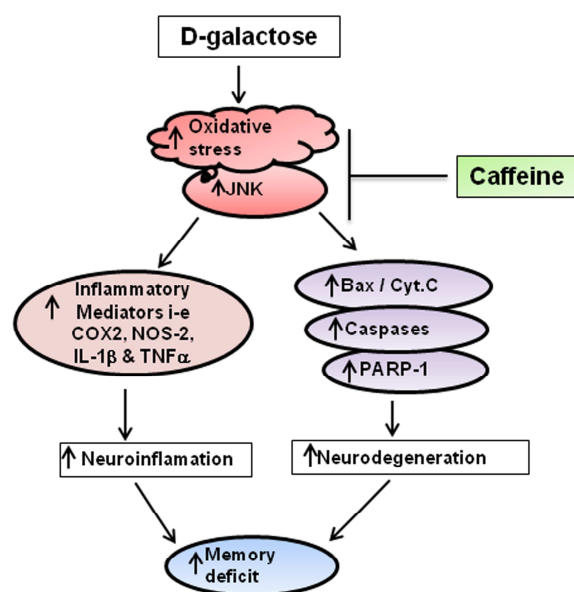 D-galactose
↑ Oxidative
stress
↑JNK
Caffeine
Inflammatory
↑ Mediators i-e
COX2, NOS-2,
IL-1β & TNFα
↑Bax / Cyt.C
↑Caspases
↑PARP-1
↑ Neuroinflamation
↑Neurodegeneration
↑Memory
deficit